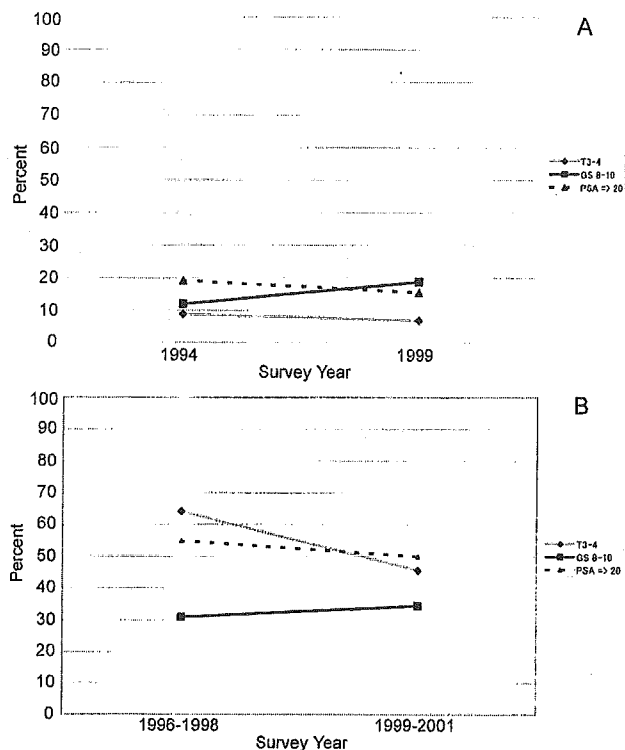 A
100
90
80
70
60
50
40
30
20
10
0
Percent
T3-4
GS 8-10
PSA => 20
1994
1999
Survey Year
B
100
90
80
70
60
50
40
30
20
10
0
Percent
T3-4
GS 8-10
PSA => 20
1996-1998
1999-2001
Survey Year